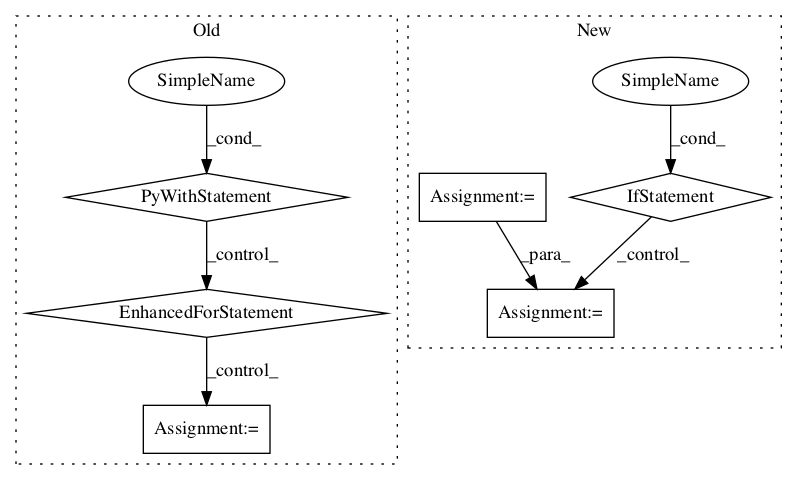 Old
New
SimpleName
SimpleName
_cond_
_cond_
PyWithStatement
Assignment:=
IfStatement
_control_
_para_
_control_
EnhancedForStatement
Assignment:=
_control_
Assignment:=